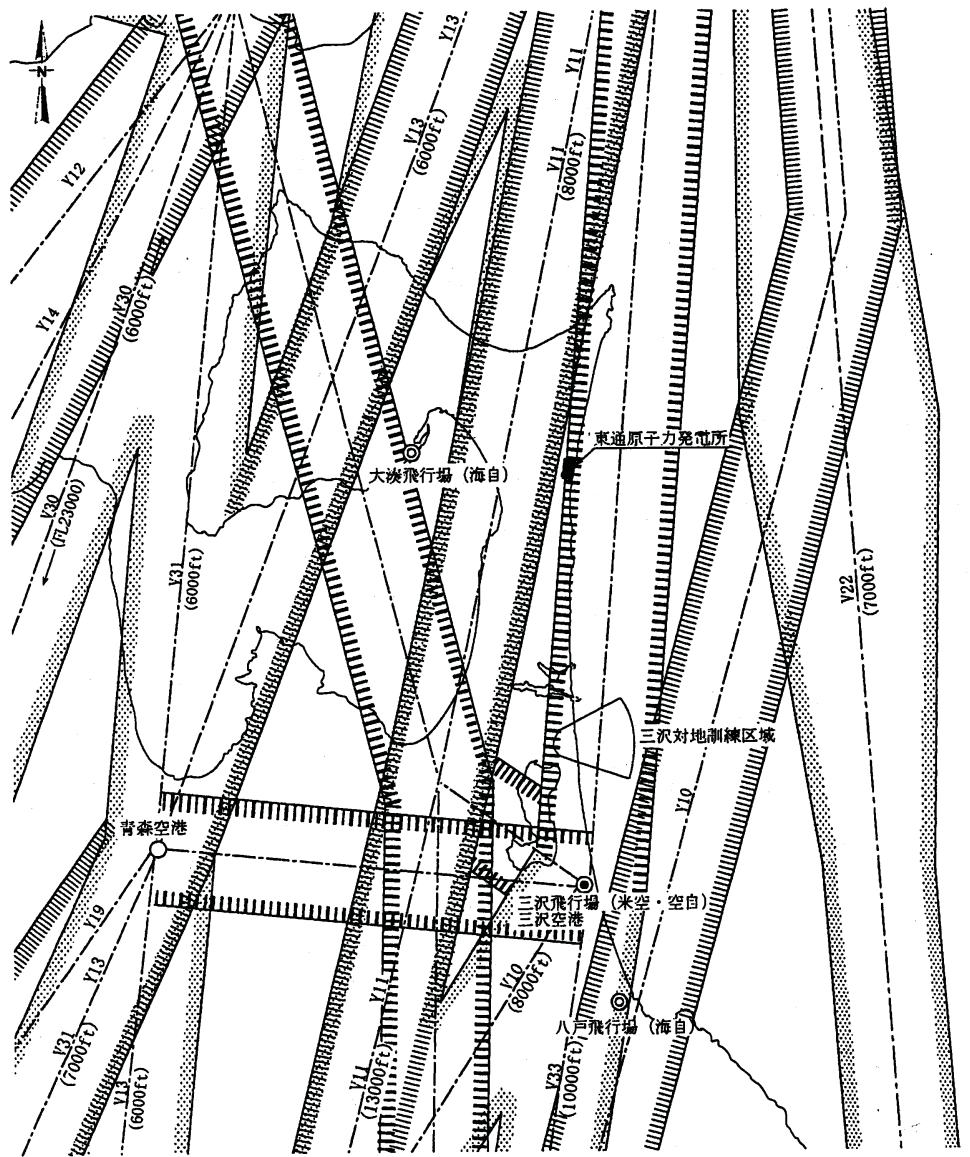 N
Y13
Y11
V13
(6000ft)
V11
(8000ft)
Y12
Y14
V30
(6000ft)
東通原子力発電所
大湊飛行場（海自）
V30
(FL23000)
V31
(6000ft)
V22
(7000ft)
三沢対地訓練区域
Y10
青森空港
三沢飛行場（米空・空自）
三沢空港
Y19
Y13
Y11
V10
(8000ft)
八戸飛行場（海自）
V31
(7000ft)
V13
(6000ft)
V11
(13000ft)
V33
(10000ft)